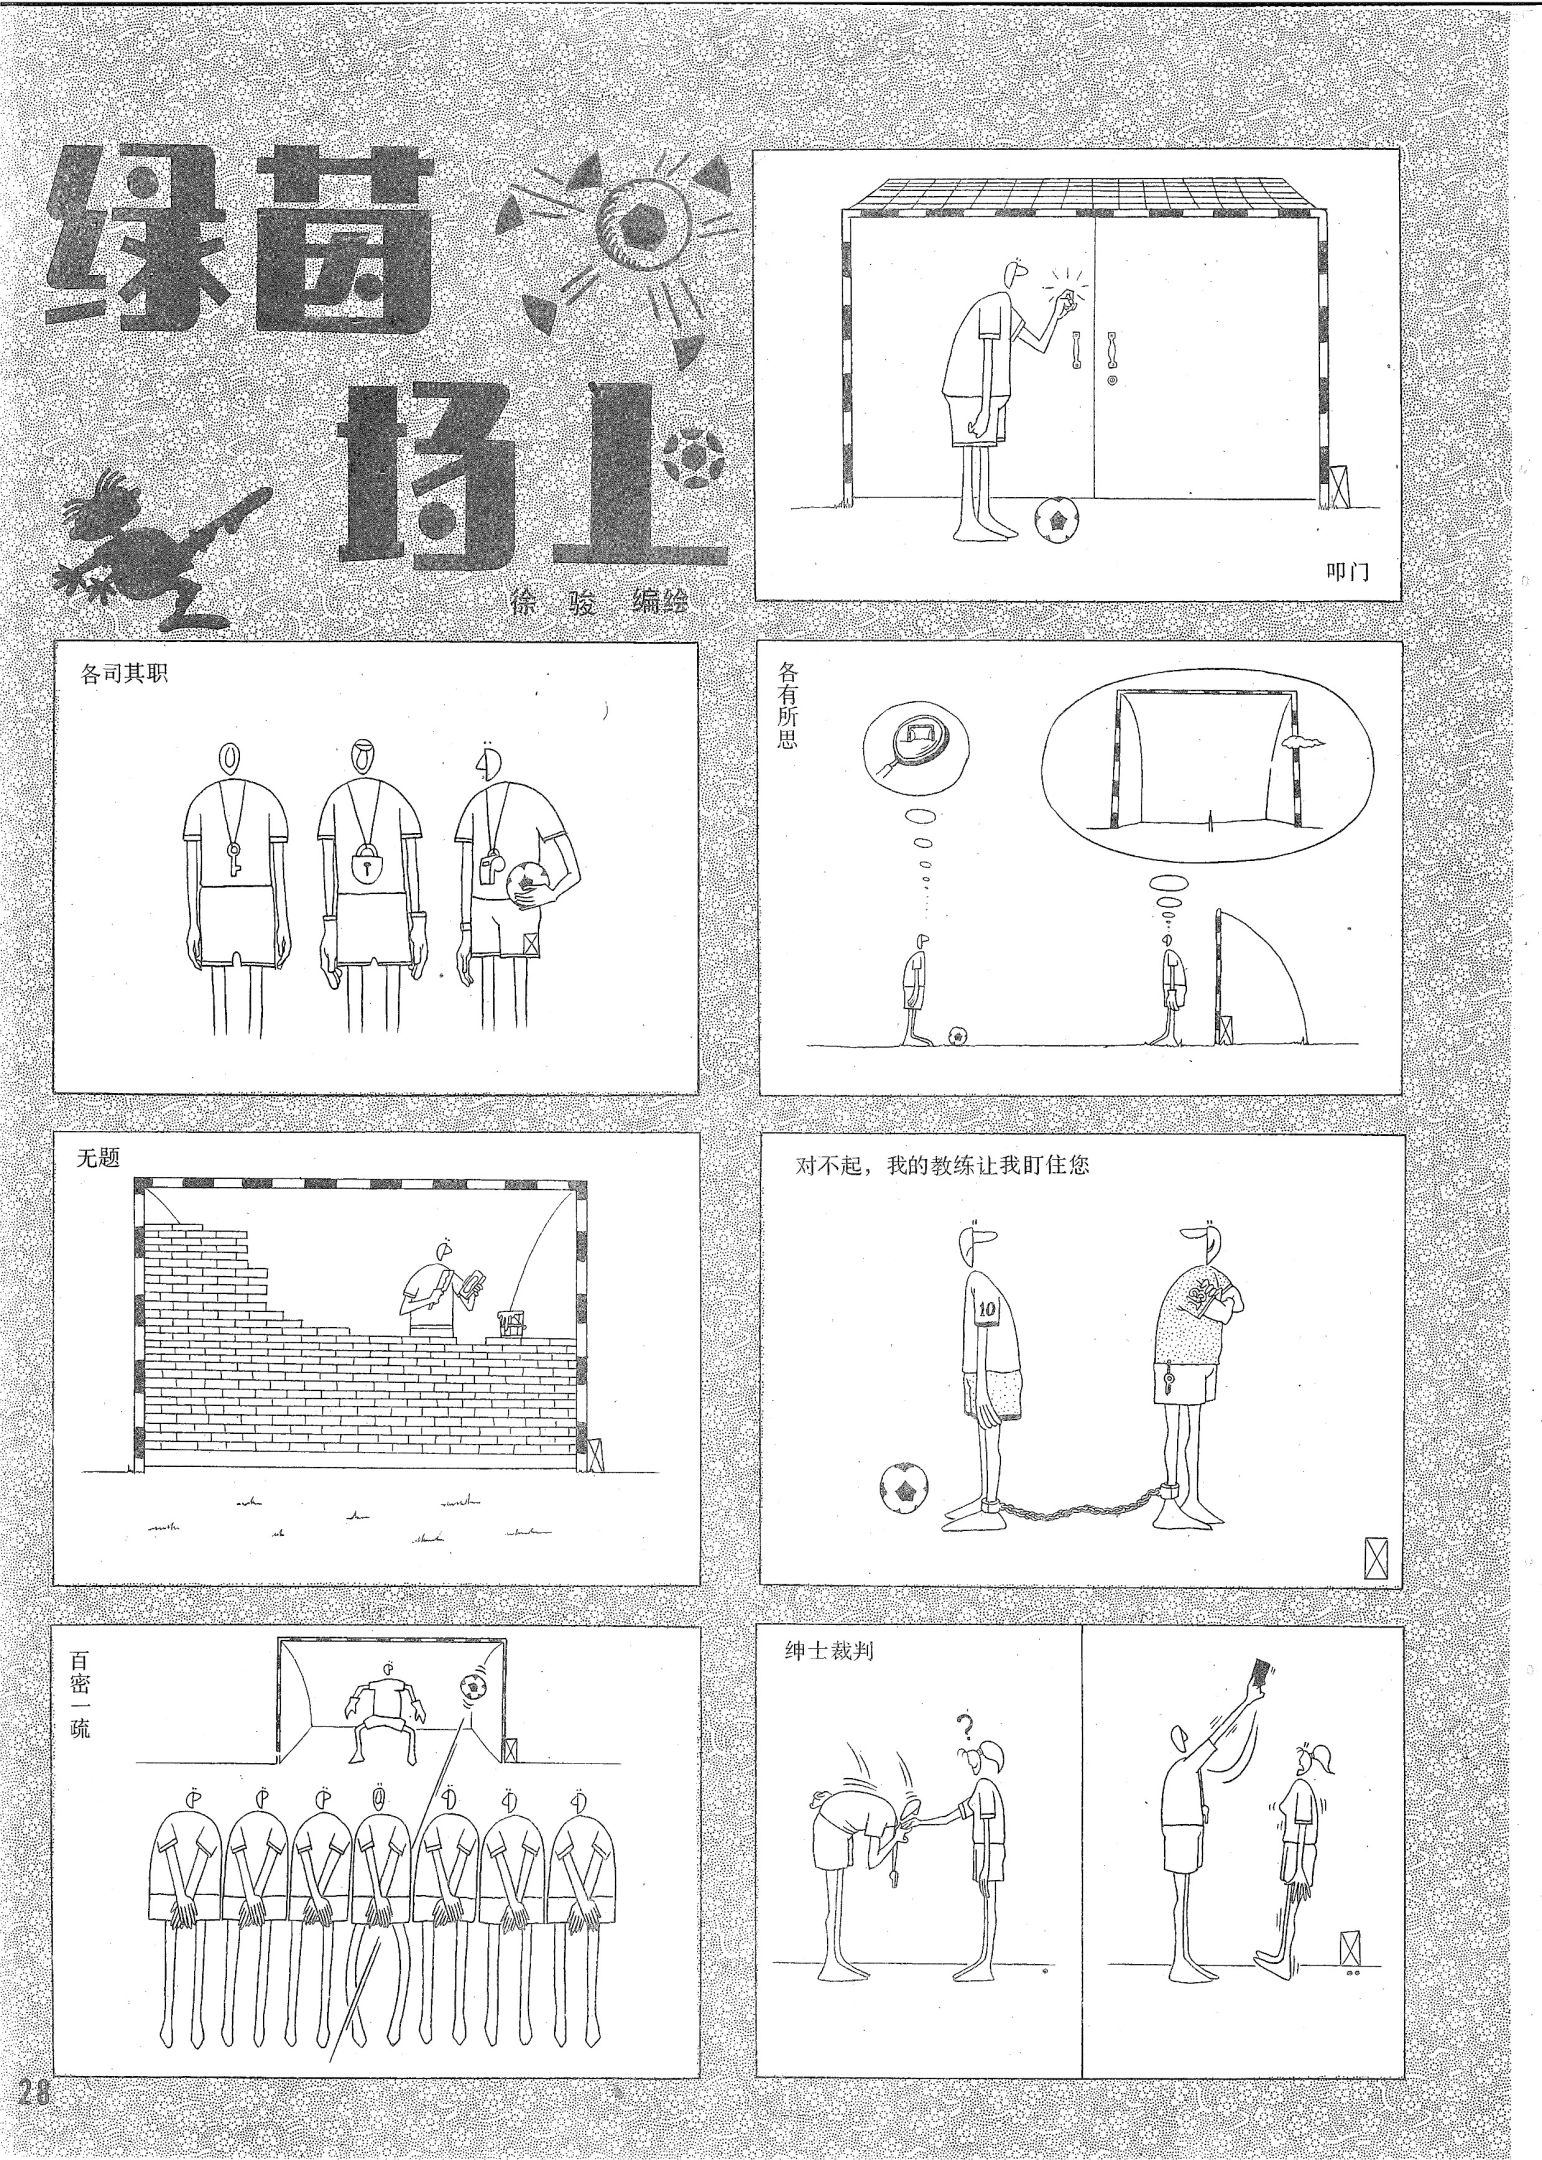 绿茵
场上
徐 骏 编绘
叩门
各司其职
各有所思
无题
对不起，我的教练让我盯住您
10
百密一疏
绅士裁判
?
28